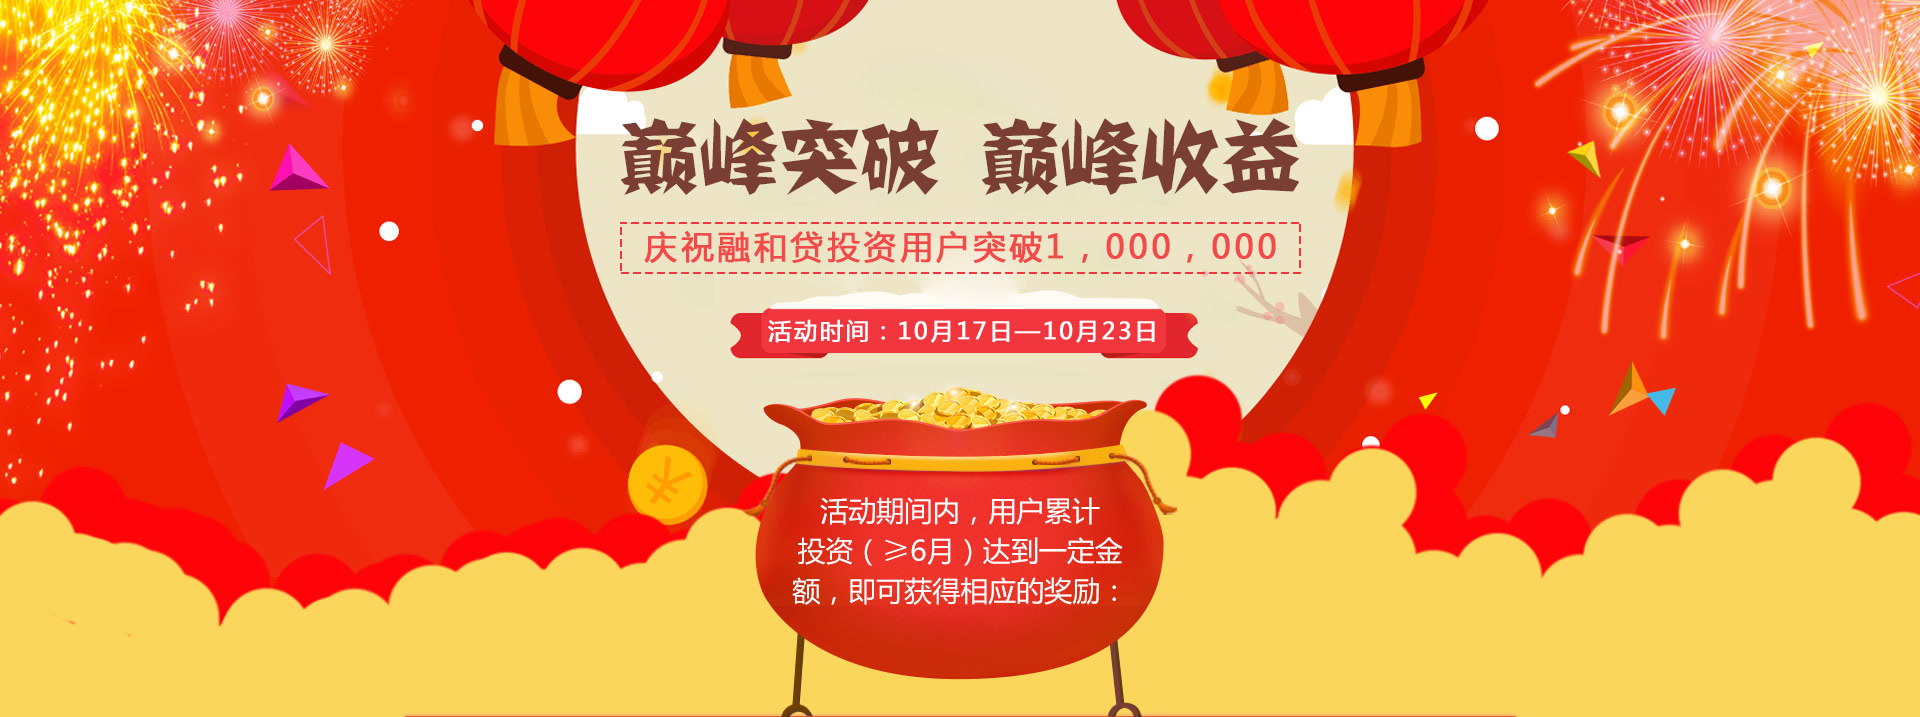 巅峰突破 巅峰收益
庆祝融和贷投资用户突破1，000，000
活动时间：10月17日—10月23日
¥
活动期间内，用户累计
投资（≥6月）达到一定金
额，即可获得相应的奖励：